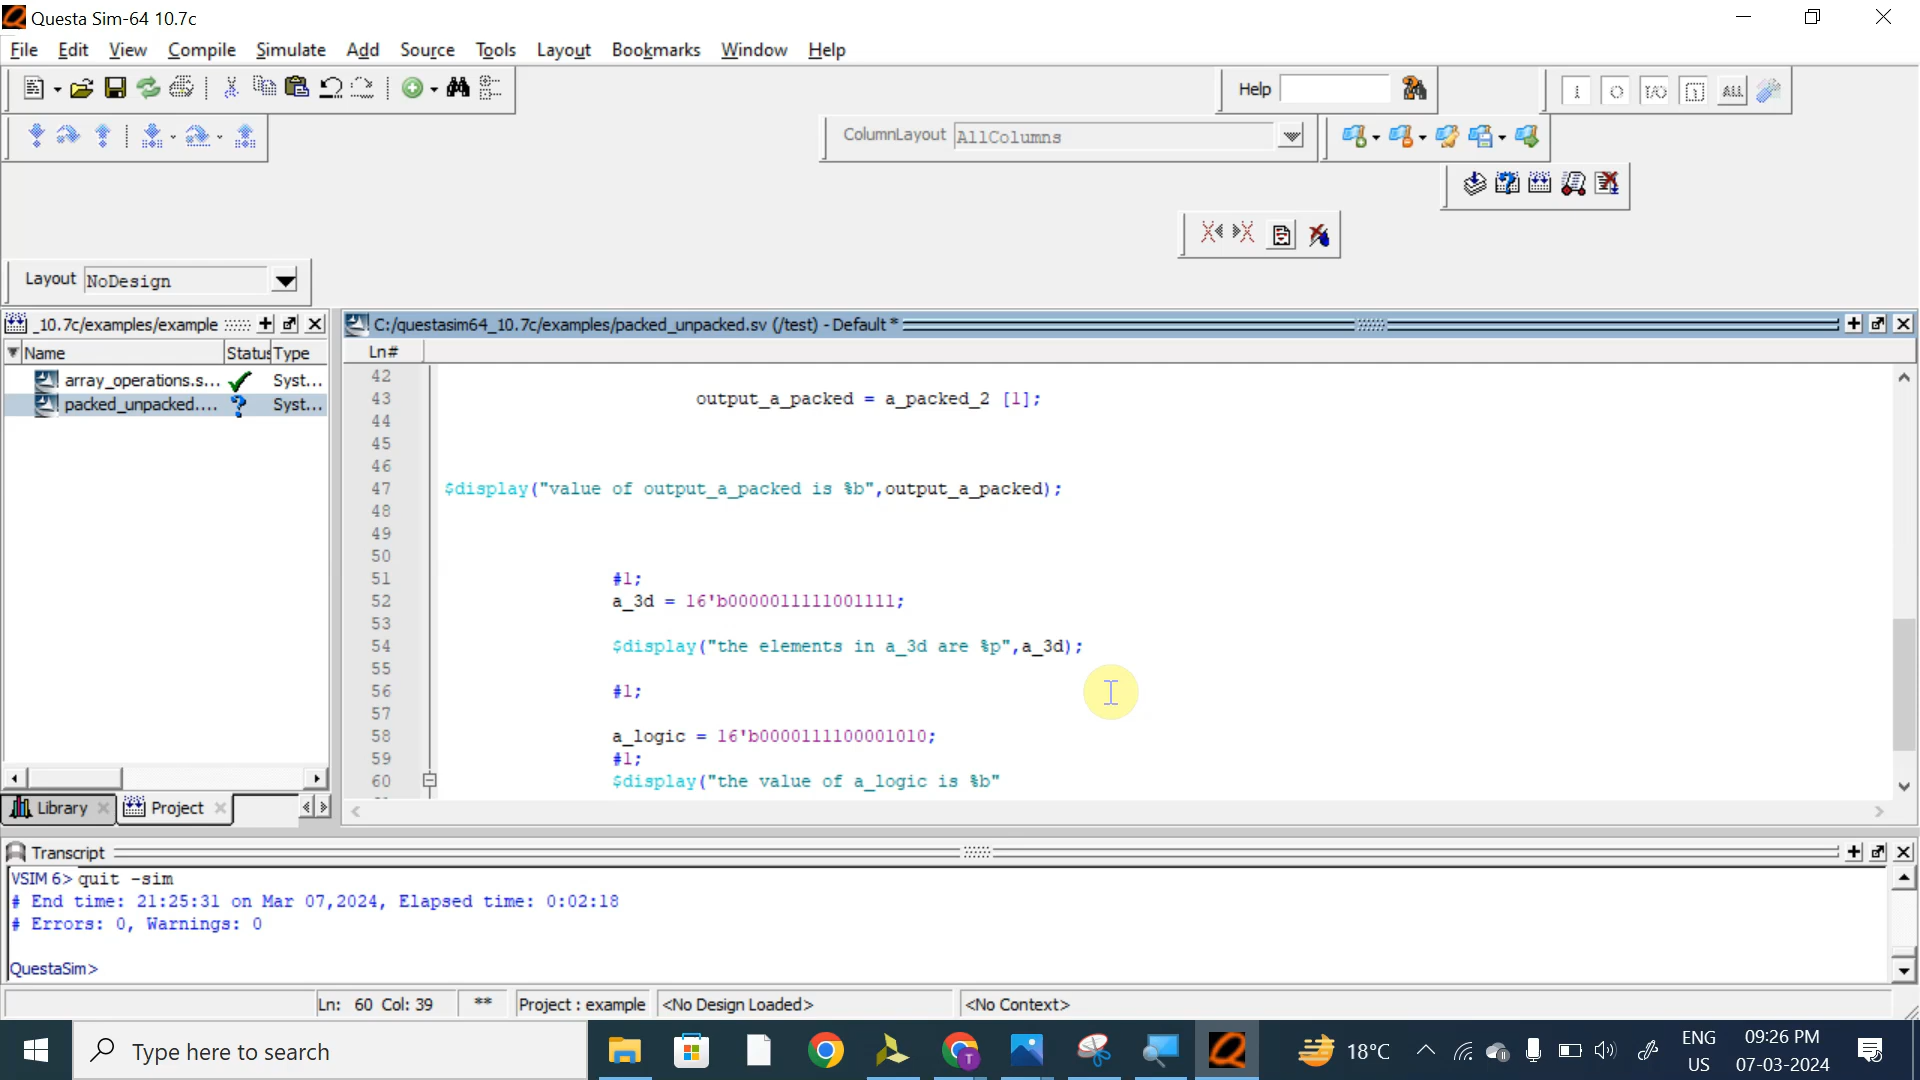 Questa Sim-64 10.7c
File Edit View Compile Simulate Add Source Tools Layout Bookmarks Window Help
Help
ALL
ColumnLayout AllColumns
Layout NoDesign
_10.7c/examples/example
C:/questasim64_10.7c/examples/packed_unpacked.sv (/test) - Default *
Name Status Type
Ln#
array_operations.s... Syst...
packed_unpacked.... Syst...
42
43 output_a_packed = a_packed_2 [1];
44
45
46
47 $display("value of output_a_packed is %b",output_a_packed);
48
49
50
51 #1;
52 a_3d = 16'b0000011111001111;
53
54 $display("the elements in a_3d are %p",a_3d);
55
56 #1;
57
58 a_logic = 16'b0000111100001010;
59 #1;
60 $display("the value of a_logic is %b"
Library Project
Transcript
VSIM 6> quit -sim
# End time: 21:25:31 on Mar 07,2024, Elapsed time: 0:02:18
# Errors: 0, Warnings: 0
QuestaSim>
Ln: 60 Col: 39 ** Project : example <No Design Loaded> <No Context>
Type here to search
18°C
ENG
US
09:26 PM
07-03-2024